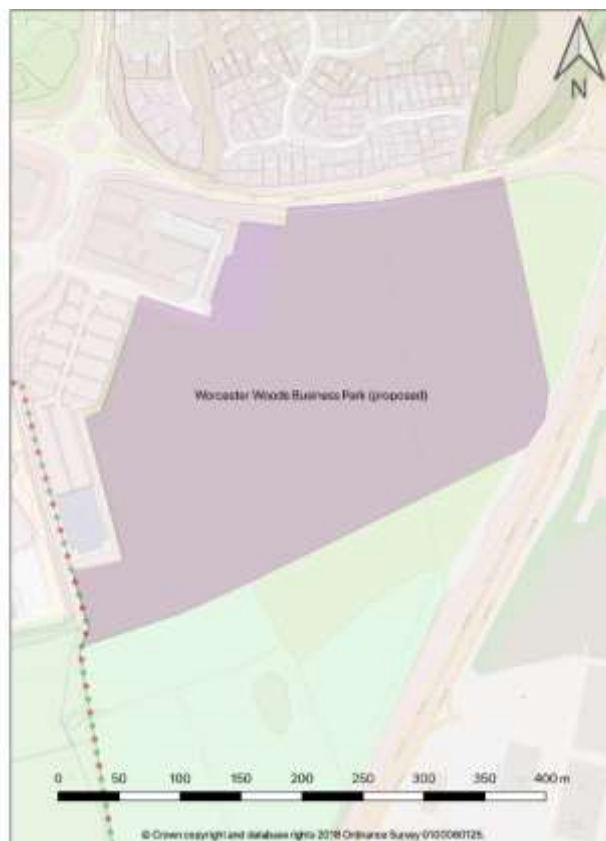 N
Worcester Woods Business Park (proposed)
0 50 100 150 200 250 300 350 400 m
© Crown copyright and database rights 2018 Ordnance Survey 0100060125.